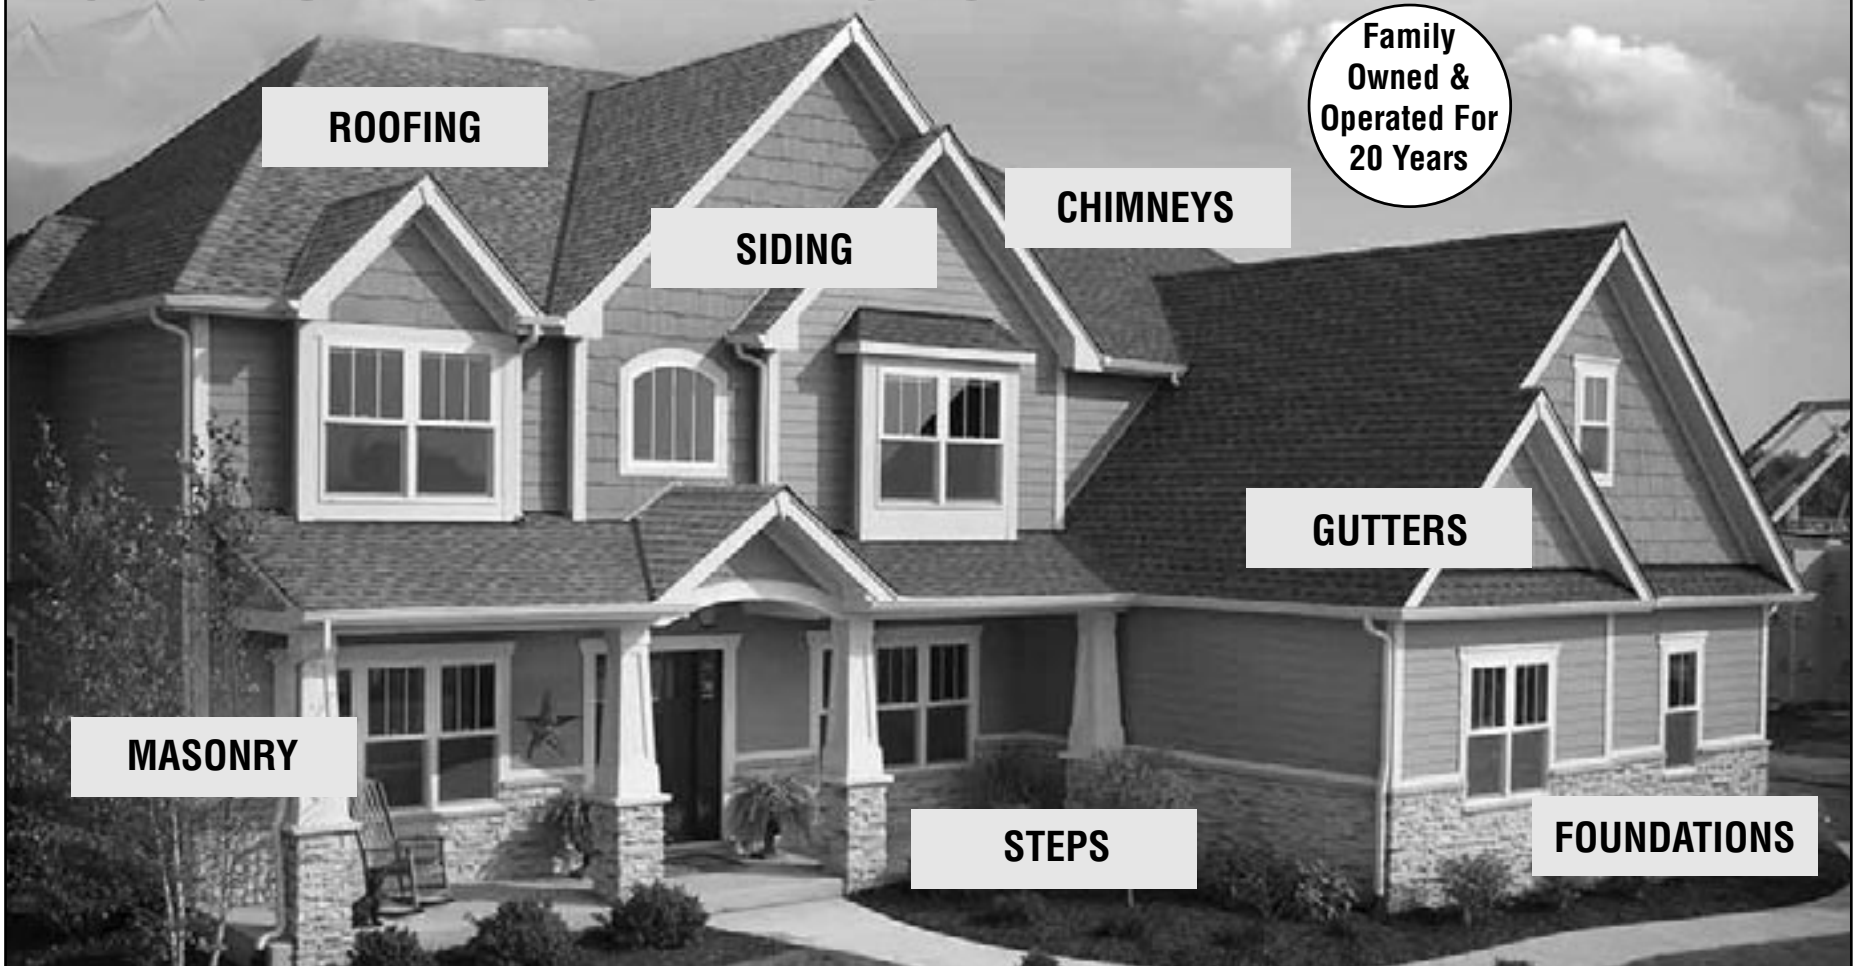 Family
Owned &
Operated For
20 Years
ROOFING
CHIMNEYS
SIDING
GUTTERS
MASONRY
STEPS
FOUNDATIONS